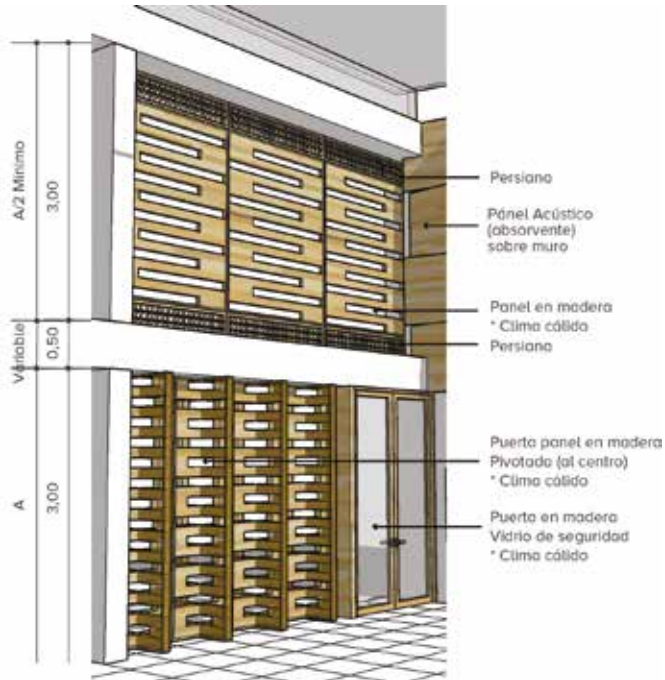 A/2 Mínimo
3,00
Variable
0,50
A
3,00
Persiana
Pánel Acústico
(absorvente)
sobre muro
Panel en madera
* Clima cálido
Persiana
Puerta panel en madera
Pivotada (al centro)
* Clima cálido
Puerta en madera
Vidrio de seguridad
* Clima cálido